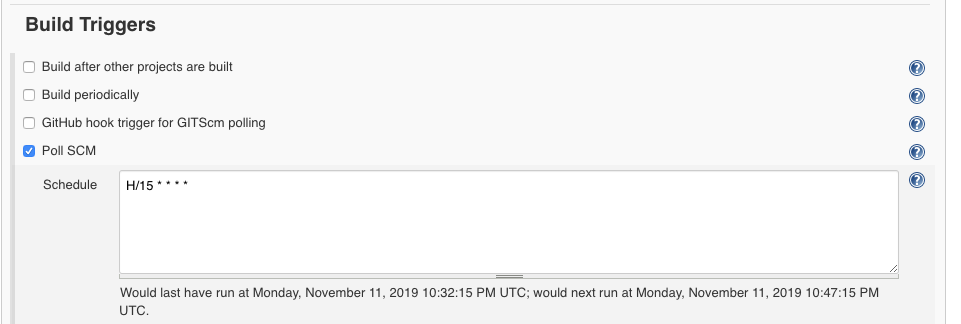 Build Triggers
Build after other projects are built
Build periodically
GitHub hook trigger for GITScm polling
Poll SCM
Schedule
H/15 * * * *
Would last have run at Monday, November 11, 2019 10:32:15 PM UTC; would next run at Monday, November 11, 2019 10:47:15 PM
UTC.